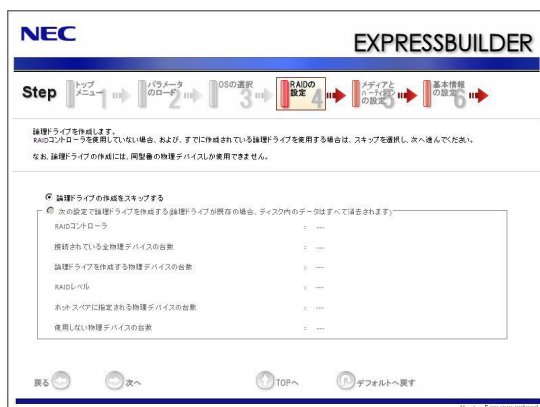 NEC
EXPRESSBUILDER
Step
トップメニュー 1
パラメータのロード 2
OSの選択 3
RAIDの設定 4
メディアとパーティションの設定 5
基本情報の設定 6
論理ドライブを作成します。
RAIDコントローラを使用していない場合、および、すでに作成されている論理ドライブを使用する場合は、スキップを選択し、次へ進んでください。
なお、論理ドライブの作成には、同型番の物理デバイスしか使用できません。
論理ドライブの作成をスキップする
次の設定で論理ドライブを作成する(論理ドライブが既存の場合、ディスク内のデータはすべて消去されます)
RAIDコントローラ : ---
接続されている全物理デバイスの台数 : ---
論理ドライブを作成する物理デバイスの台数 : ---
RAIDレベル : ---
ホットスペアに指定される物理デバイスの台数 : ---
使用しない物理デバイスの台数 : ---
戻る 次へ TOPへ デフォルトへ戻す